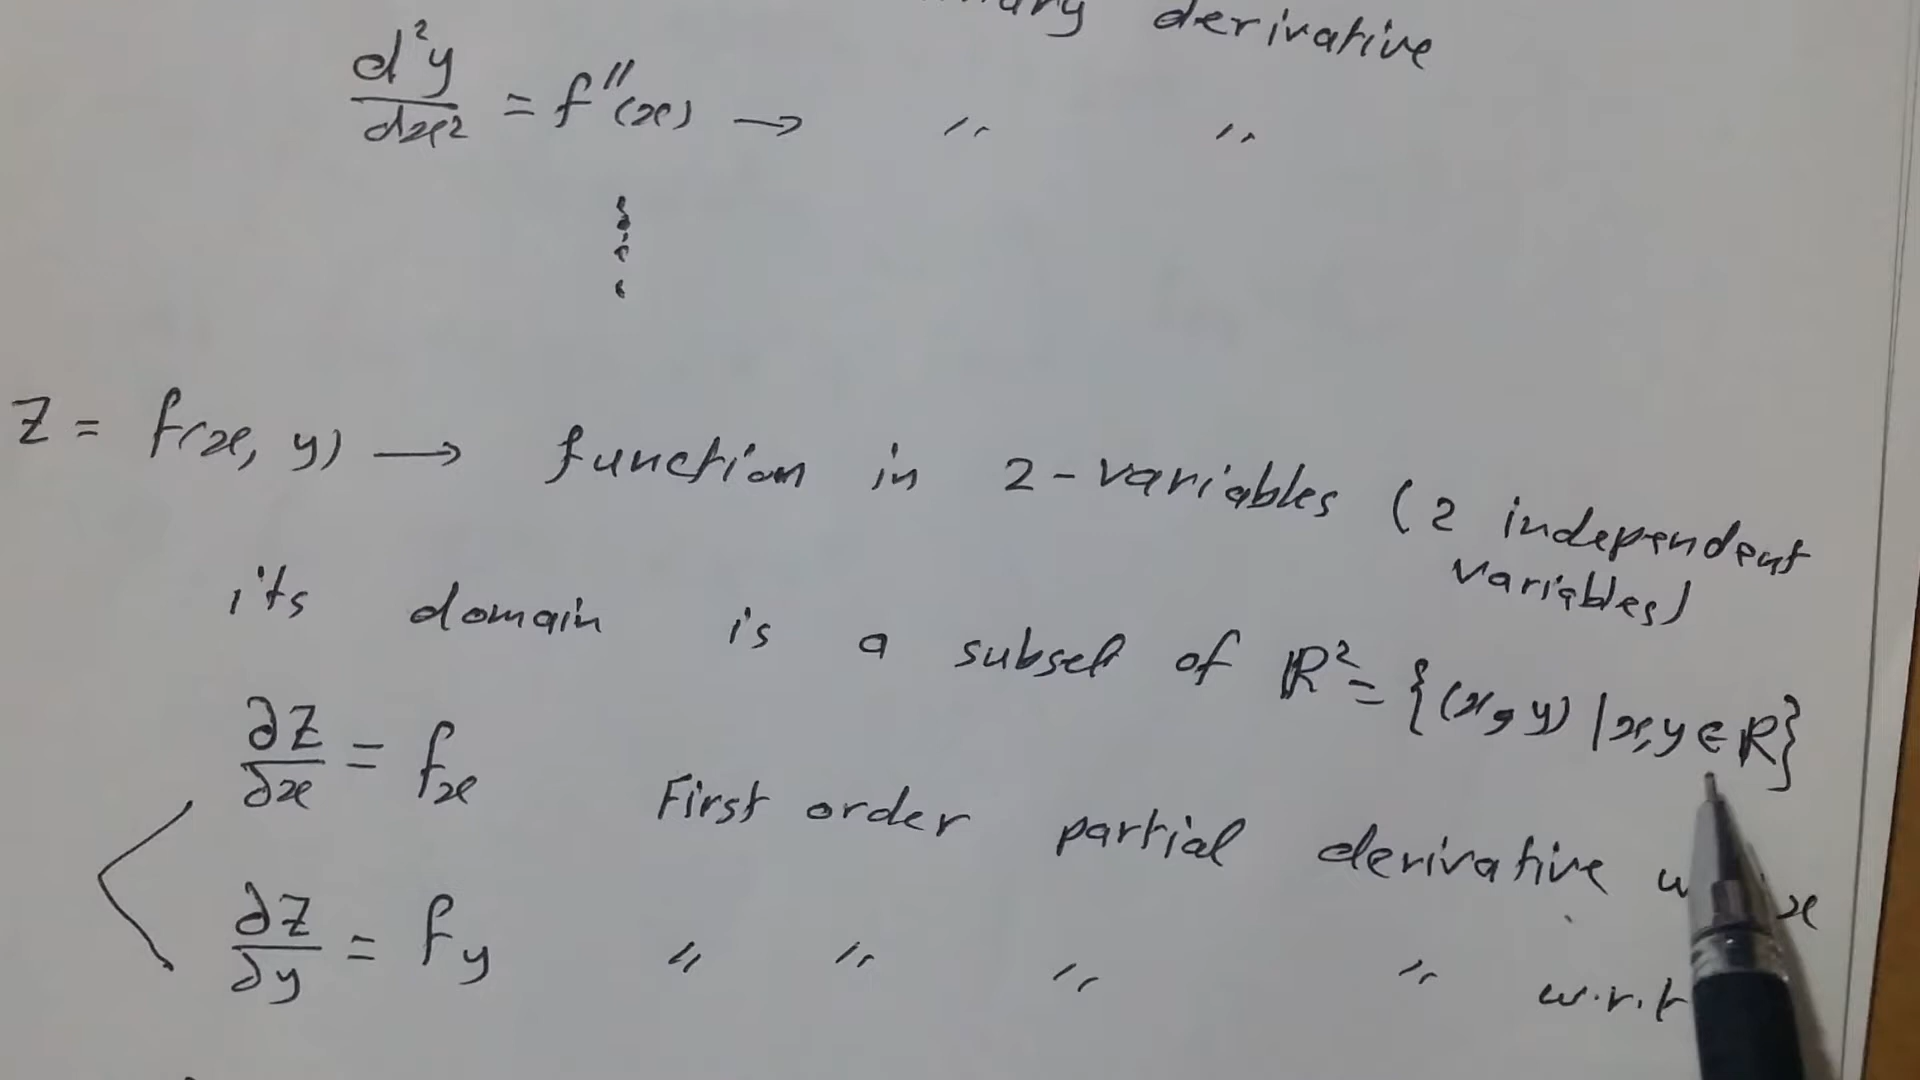 derivative
d²y/dx² = f''(x) → " "
⋮
Z = f(x, y) → function in 2-variables (2 independent variables)
its domain is a subset of ℝ² = {(x, y) | x, y ∈ ℝ}
∂Z/∂x = fx First order partial derivative x
∂Z/∂y = fy " " " " w.r.t